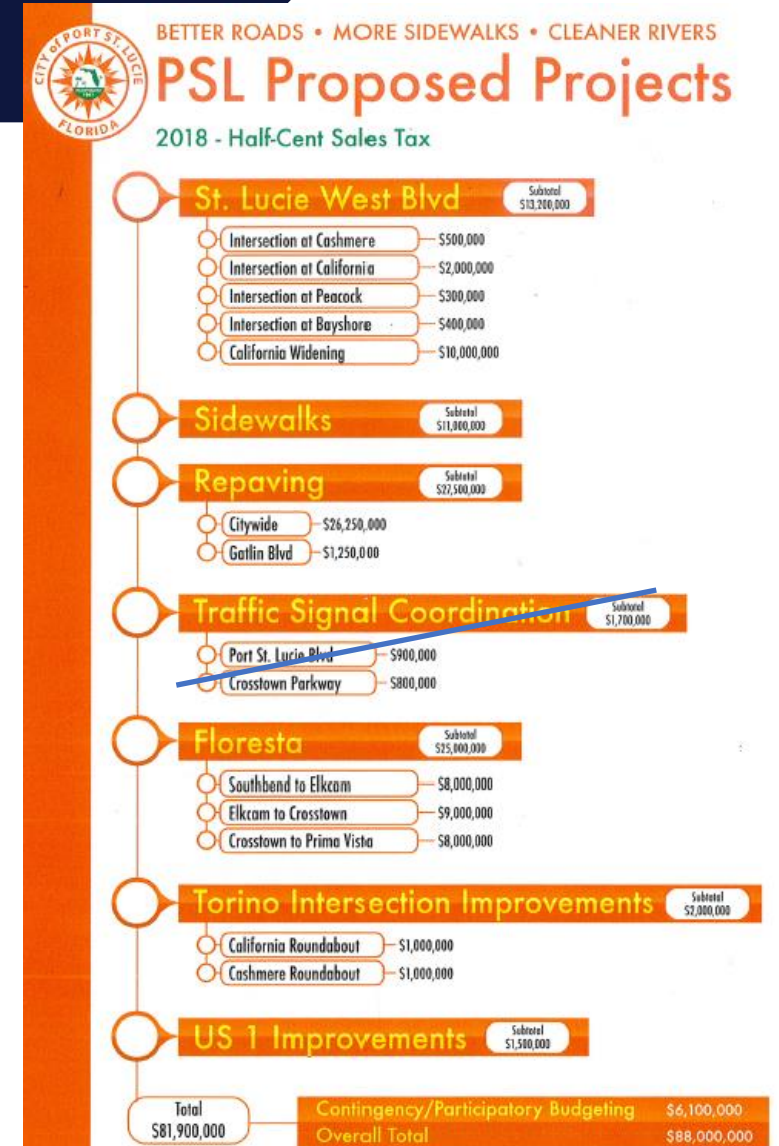 BETTER ROADS • MORE SIDEWALKS • CLEANER RIVERS
CITY of PORT ST. LUCIE
FLORIDA
PSL Proposed Projects
2018 - Half-Cent Sales Tax
St. Lucie West Blvd
Subtotal
$13,200,000
Intersection at Cashmere $500,000
Intersection at California $2,000,000
Intersection at Peacock $300,000
Intersection at Bayshore $400,000
California Widening $10,000,000
Sidewalks
Subtotal
$11,000,000
Repaving
Subtotal
$27,500,000
Citywide $26,250,000
Gatlin Blvd $1,250,000
Traffic Signal Coordination
Subtotal
$1,700,000
Port St. Lucie Blvd $900,000
Crosstown Parkway $800,000
Floresta
Subtotal
$25,000,000
Southbend to Elkcam $8,000,000
Elkcam to Crosstown $9,000,000
Crosstown to Prima Vista $8,000,000
Torino Intersection Improvements
Subtotal
$2,000,000
California Roundabout $1,000,000
Cashmere Roundabout $1,000,000
US 1 Improvements
Subtotal
$1,500,000
Total
$81,900,000
Contingency/Participatory Budgeting $6,100,000
Overall Total $88,000,000